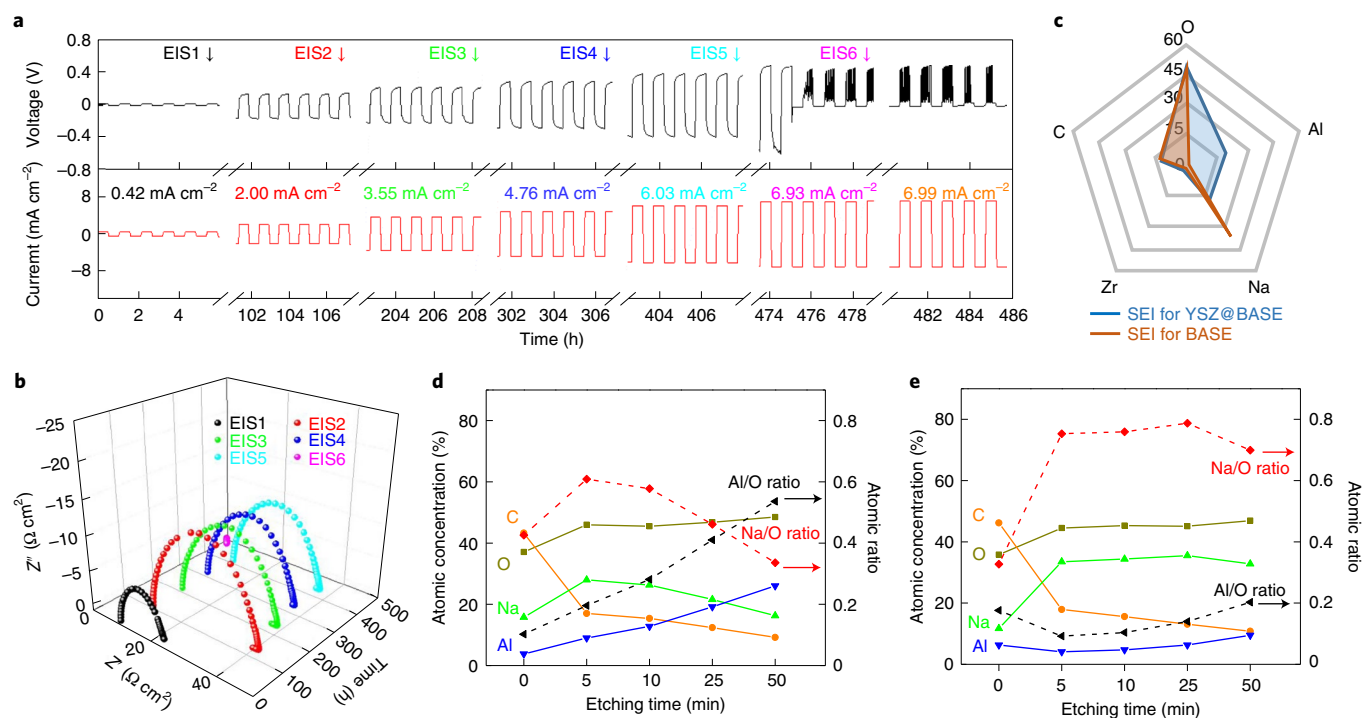 a
0.8
0.4
0
−0.4
−0.8
Voltage (V)
EIS1 ↓
EIS2 ↓
EIS3 ↓
EIS4 ↓
EIS5 ↓
EIS6 ↓
8
0
−8
Curremt (mA cm−2)
0.42 mA cm−2
2.00 mA cm−2
3.55 mA cm−2
4.76 mA cm−2
6.03 mA cm−2
6.93 mA cm−2
6.99 mA cm−2
0 2 4 6 102 104 106 204 206 208 302 304 306 404 406 474 476 478 482 484 486
Time (h)
c
O
60
45
30
15
0
C
Al
Zr
Na
SEI for YSZ@BASE
SEI for BASE
b
−25
−20
−15
−10
−5
0
Z″ (Ω cm2)
EIS1
EIS2
EIS3
EIS4
EIS5
EIS6
20
40
Z′ (Ω cm2)
0
100
200
300
400
500
Time (h)
d
80
60
40
20
0
Atomic concentration (%)
C
O
Na
Al
Al/O ratio
Na/O ratio
0.8
0.6
0.4
0.2
0
Atomic ratio
0 5 10 25 50
Etching time (min)
e
80
60
40
20
0
Atomic concentration (%)
C
O
Na
Al
Na/O ratio
Al/O ratio
0.8
0.6
0.4
0.2
0
Atomic ratio
0 5 10 25 50
Etching time (min)